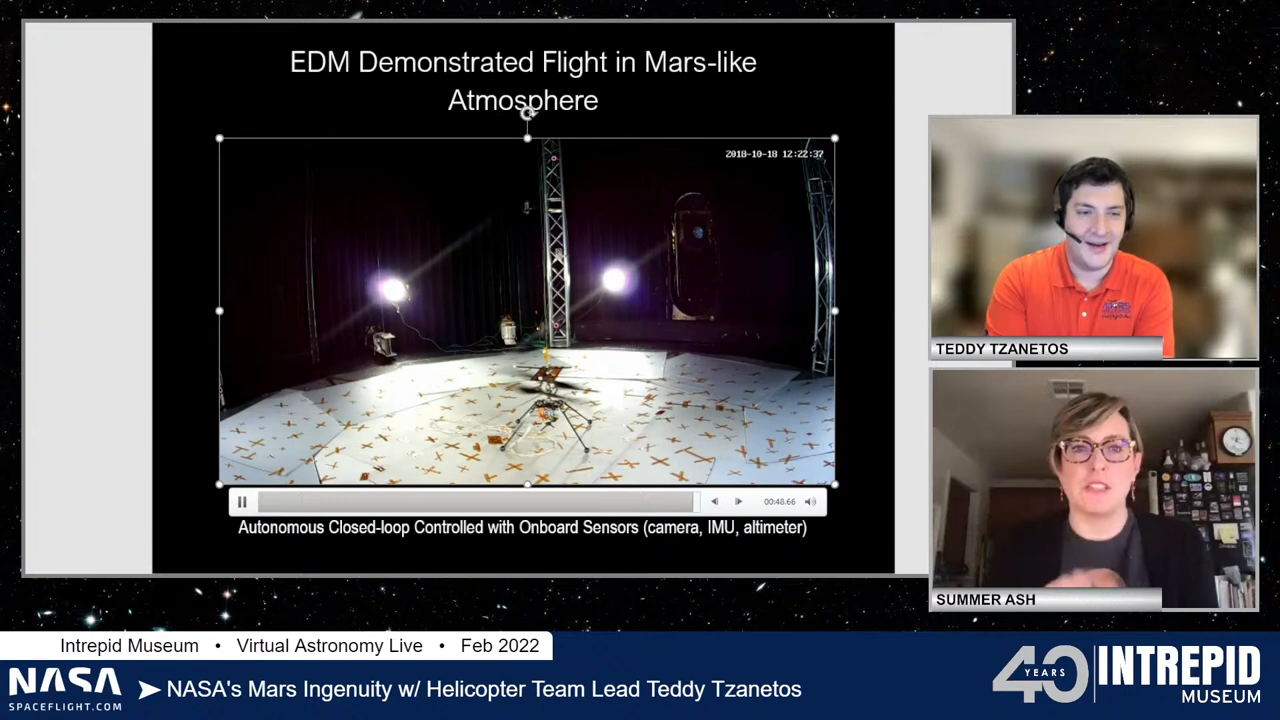 EDM Demonstrated Flight in Mars-like
Atmosphere
2018-10-18 12:22:37
00:48.66
Autonomous Closed-loop Controlled with Onboard Sensors (camera, IMU, altimeter)
TEDDY TZANETOS
SUMMER ASH
Intrepid Museum • Virtual Astronomy Live • Feb 2022
NASA
SPACEFLIGHT.COM
NASA's Mars Ingenuity w/ Helicopter Team Lead Teddy Tzanetos
40
YEARS
INTREPID
MUSEUM